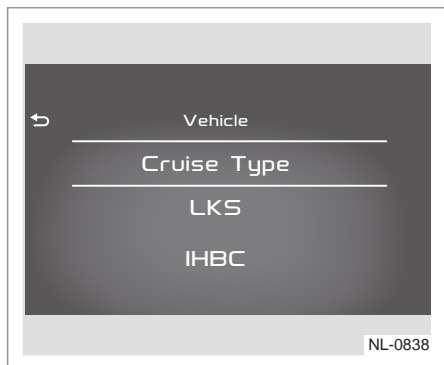 Vehicle
Cruise Type
LKS
IHBC
NL-0838